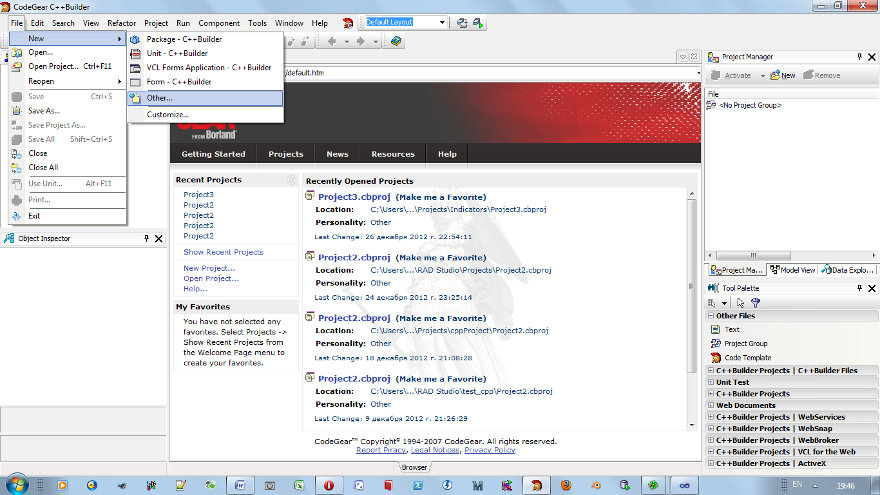 CodeGear C++Builder
File Edit Search View Refactor Project Run Component Tools Window Help Default Layout
New
Open...
Open Project... Ctrl+F11
Reopen
Save Ctrl+S
Save As...
Save Project As...
Save All Shift+Ctrl+S
Close
Close All
Use Unit... Alt+F11
Print...
Exit
Package - C++Builder
Unit - C++Builder
VCL Forms Application - C++Builder
Form - C++Builder
Other...
Customize...
/default.htm
from Borland
Getting Started Projects News Resources Help
Recent Projects
Project3
Project2
Project2
Project2
Project2
Show Recent Projects
New Project...
Open Project...
Help...
My Favorites
You have not selected any
favorites. Select Projects ->
Show Recent Projects from
the Welcome Page menu to
create your favorites.
Recently Opened Projects
Project3.cbproj (Make me a Favorite)
Location: C:\Users\...\Projects\Indicators\Project3.cbproj
Personality: Other
Last Change: 26 декабря 2012 г. 22:54:11
Project2.cbproj (Make me a Favorite)
Location: C:\Users\...\RAD Studio\Projects\Project2.cbproj
Personality: Other
Last Change: 24 декабря 2012 г. 23:25:14
Project2.cbproj (Make me a Favorite)
Location: C:\Users\...\Projects\cppProject\Project2.cbproj
Personality: Other
Last Change: 18 декабря 2012 г. 21:08:28
Project2.cbproj (Make me a Favorite)
Location: C:\Users\...\RAD Studio\test_cpp\Project2.cbproj
Personality: Other
Last Change: 9 декабря 2012 г. 21:26:29
CodeGear™ Copyright® 1994-2007 CodeGear. All rights reserved.
Report Piracy, Legal Notices, Privacy Policy
Browser
Object Inspector
Project Manager
Activate New Remove
File
<No Project Group>
Project Ma... Model View Data Explo...
Tool Palette
Other Files
Text
Project Group
Code Template
C++Builder Projects | C++Builder Files
Unit Test
C++Builder Projects
Web Documents
C++Builder Projects | WebServices
C++Builder Projects | WebSnap
C++Builder Projects | WebBroker
C++Builder Projects | VCL for the Web
C++Builder Projects | ActiveX
EN 19:46